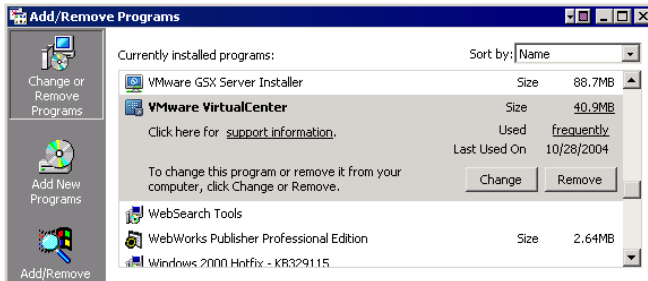 Add/Remove Programs
Change or
Remove
Programs
Add New
Programs
Add/Remove
Currently installed programs:
Sort by: Name
VMware GSX Server Installer Size 88.7MB
VMware VirtualCenter Size 40.9MB
Click here for support information. Used frequently
Last Used On 10/28/2004
To change this program or remove it from your
computer, click Change or Remove.
Change Remove
WebSearch Tools
WebWorks Publisher Professional Edition Size 2.64MB
Windows 2000 Hotfix - KB329115